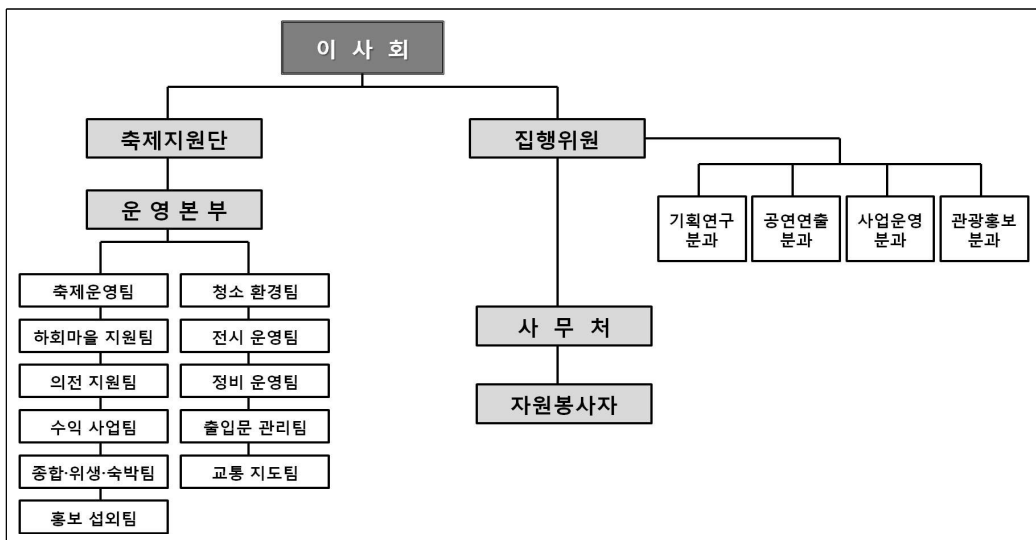 이 사 회
축제지원단
집행위원
운 영 본 부
기획연구
분과
공연연출
분과
사업운영
분과
관광홍보
분과
축제운영팀
청소 환경팀
하회마을 지원팀
전시 운영팀
사 무 처
의전 지원팀
정비 운영팀
자원봉사자
수익 사업팀
출입문 관리팀
종합·위생·숙박팀
교통 지도팀
홍보 섭외팀